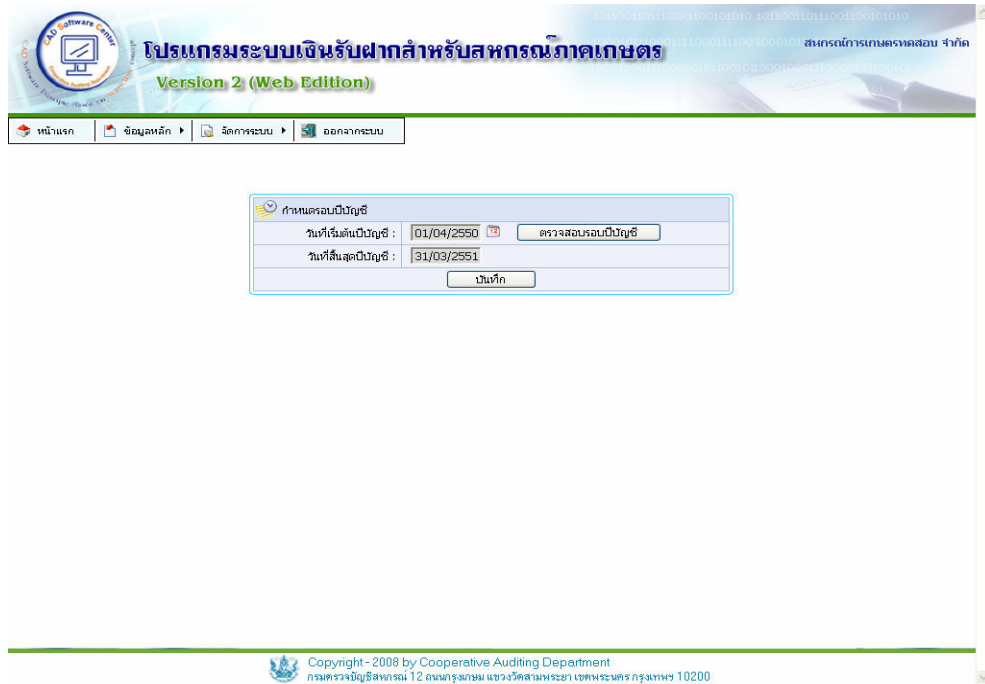 CAD Software Center
โปรแกรมระบบเงินรับฝากสำหรับสหกรณ์ภาคเกษตร
Version 2 (Web Edition)
สหกรณ์การเกษตรทดสอบ จำกัด
หน้าแรก ข้อมูลหลัก จัดการระบบ ออกจากระบบ
กำหนดรอบปีบัญชี
วันที่เริ่มต้นปีบัญชี : 01/04/2550 ตรวจสอบรอบปีบัญชี
วันที่สิ้นสุดปีบัญชี : 31/03/2551
บันทึก
Copyright - 2008 by Cooperative Auditing Department
กรมตรวจบัญชีสหกรณ์ 12 ถนนกรุงเกษม แขวงวัดสามพระยา เขตพระนคร กรุงเทพฯ 10200